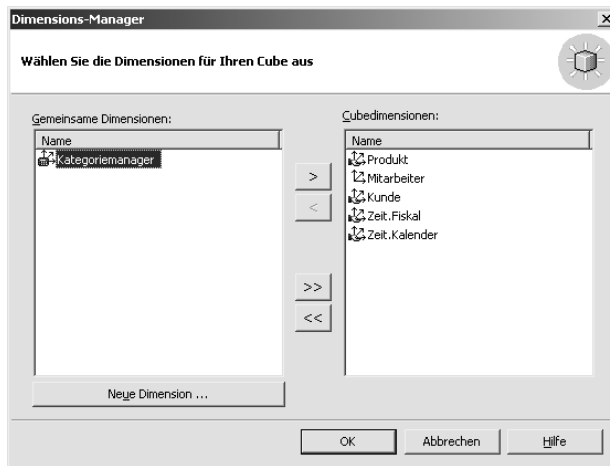 Dimensions-Manager
Wählen Sie die Dimensionen für Ihren Cube aus
Gemeinsame Dimensionen:
Name
Kategoriemanager
Neue Dimension ...
>
<
>>
<<
Cubedimensionen:
Name
Produkt
Mitarbeiter
Kunde
Zeit.Fiskal
Zeit.Kalender
OK
Abbrechen
Hilfe